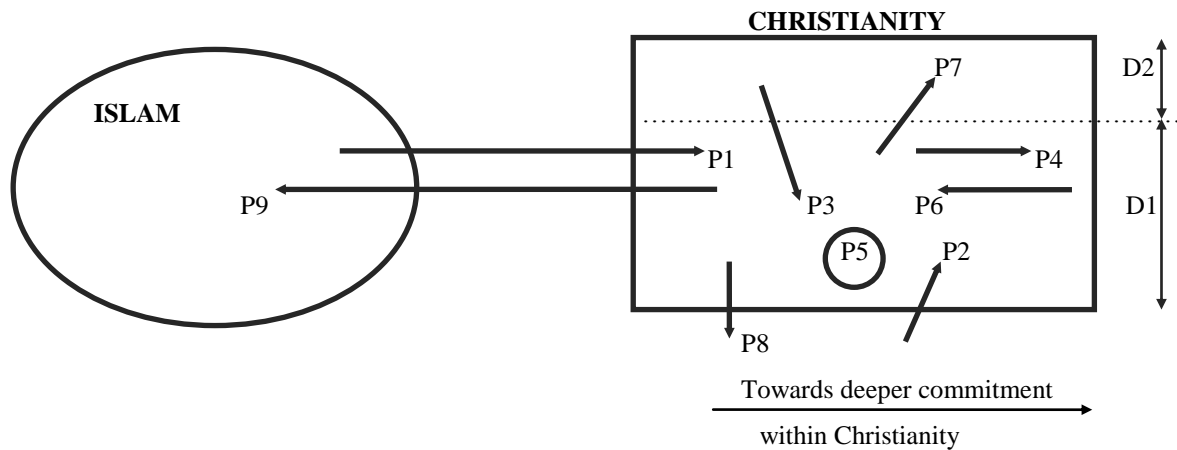 CHRISTIANITY
D2
P7
ISLAM
P1
P4
P9
P3
P6
D1
P5
P2
P8
Towards deeper commitment
within Christianity